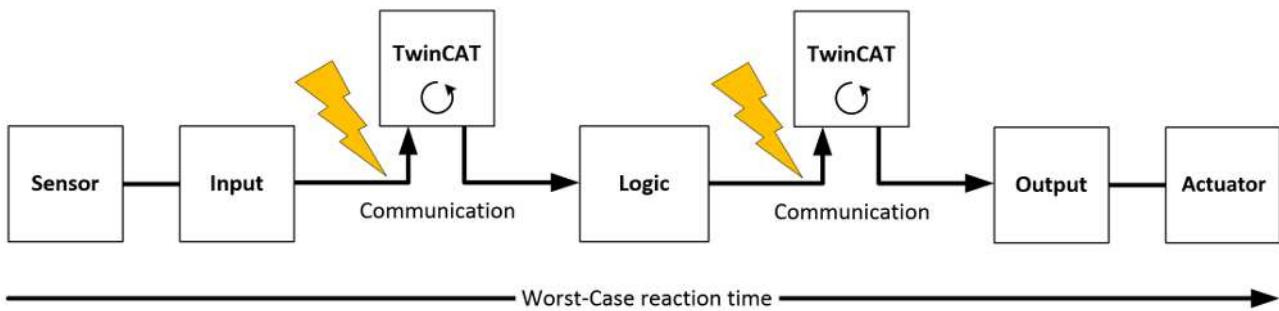 TwinCAT
TwinCAT
Sensor
Input
Logic
Output
Actuator
Communication
Communication
Worst-Case reaction time